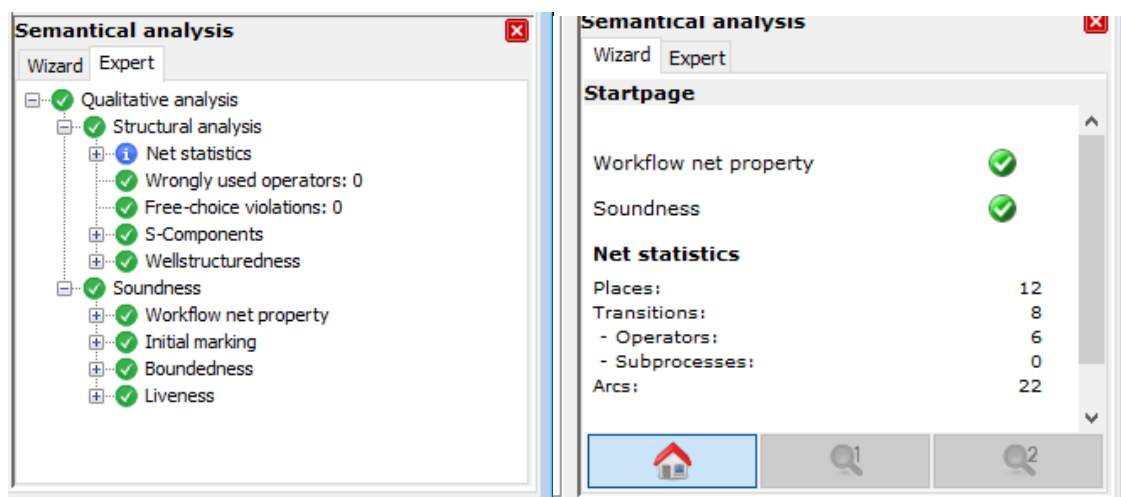 Semantical analysis
Wizard Expert
Qualitative analysis
Structural analysis
Net statistics
Wrongly used operators: 0
Free-choice violations: 0
S-Components
Wellstructuredness
Soundness
Workflow net property
Initial marking
Boundedness
Liveness
Semantical analysis
Wizard Expert
Startpage
Workflow net property
Soundness
Net statistics
Places: 12
Transitions: 8
- Operators: 6
- Subprocesses: 0
Arcs: 22
1 2